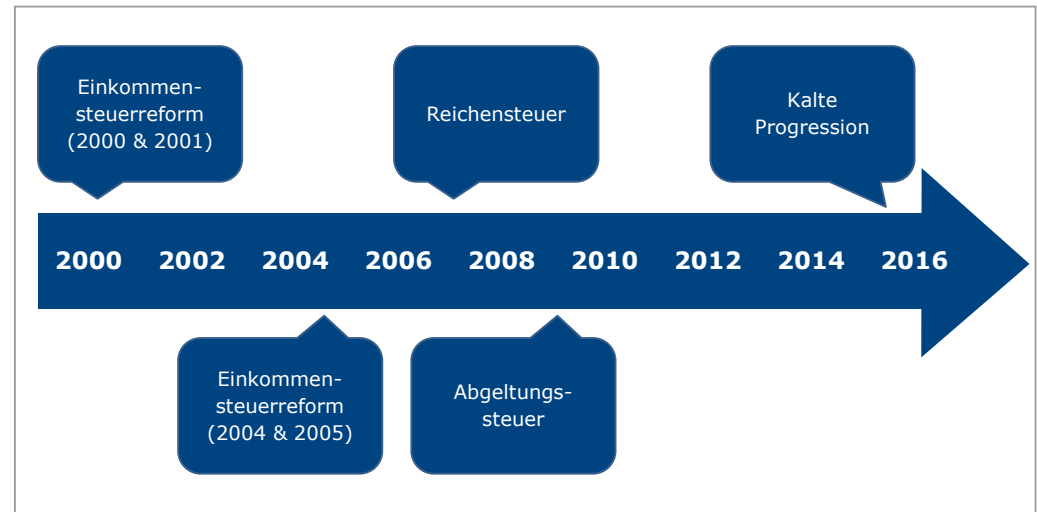 Einkommen-
steuerreform
(2000 & 2001)
Reichensteuer
Kalte
Progression
2000 2002 2004 2006 2008 2010 2012 2014 2016
Einkommen-
steuerreform
(2004 & 2005)
Abgeltungs-
steuer